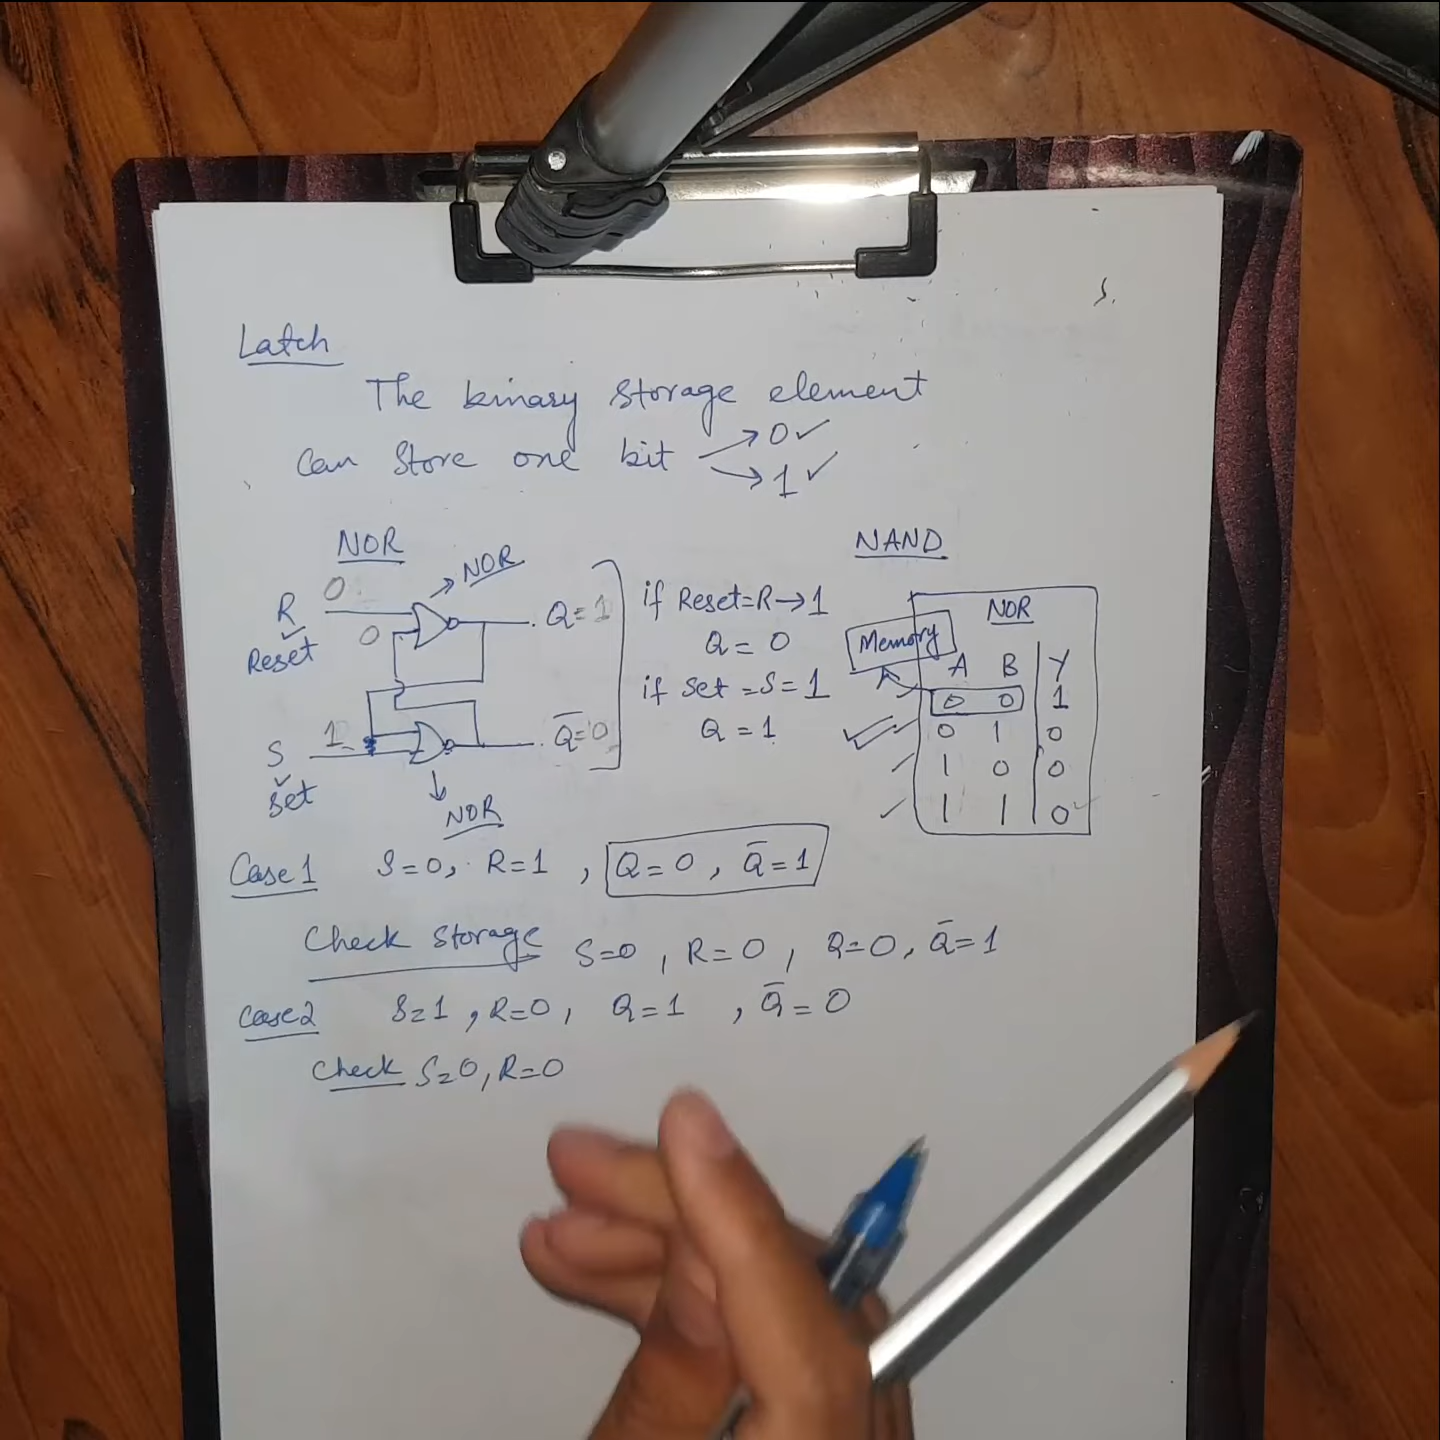 Latch
The binary storage element
Can Store one bit → 0 ✓
→ 1 ✓
NOR
→ NOR
R
Reset
0
0
Q = 1
S
Set
1
Q̅ = 0
NOR
if Reset = R → 1
Q = 0
if Set = S = 1
Q = 1
NAND
Memory
NOR
A B Y
0 0 1
0 1 0
1 0 0
1 1 0
Case 1 S = 0, R = 1, Q = 0, Q̅ = 1
Check Storage S = 0, R = 0, Q = 0, Q̅ = 1
Case 2 S = 1, R = 0, Q = 1, Q̅ = 0
Check S = 0, R = 0